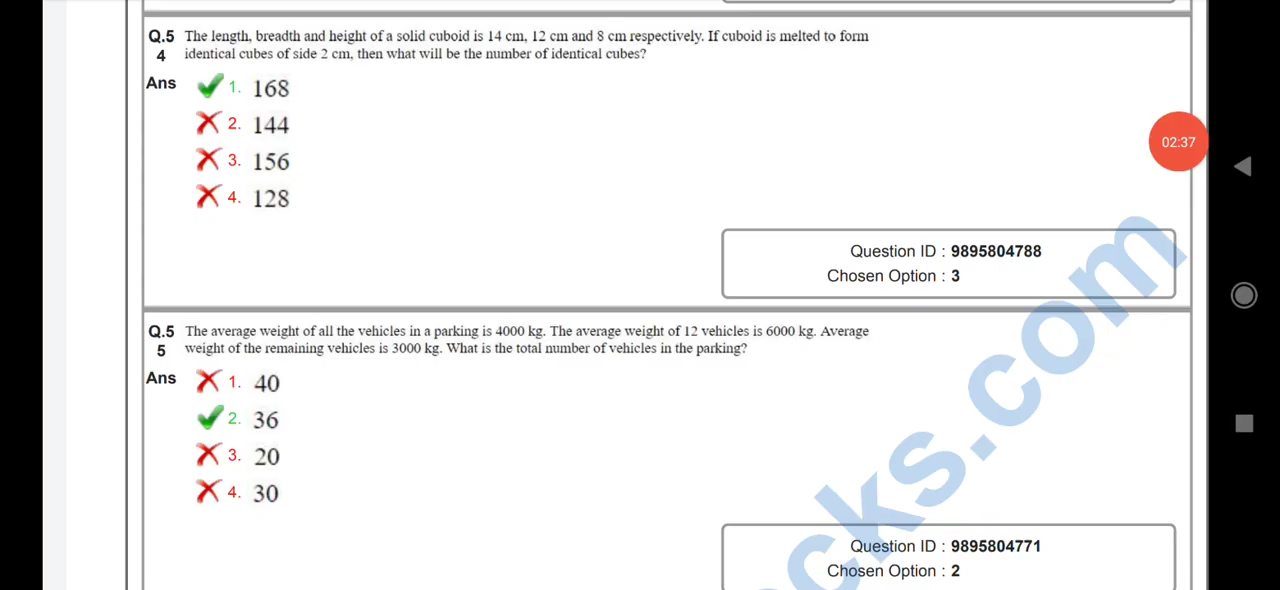 Q.5 The length, breadth and height of a solid cuboid is 14 cm, 12 cm and 8 cm respectively. If cuboid is melted to form
4 identical cubes of side 2 cm, then what will be the number of identical cubes?
Ans 1. 168
2. 144
3. 156
4. 128
02:37
Question ID : 9895804788
Chosen Option : 3
Q.5 The average weight of all the vehicles in a parking is 4000 kg. The average weight of 12 vehicles is 6000 kg. Average
5 weight of the remaining vehicles is 3000 kg. What is the total number of vehicles in the parking?
Ans 1. 40
2. 36
3. 20
4. 30
Question ID : 9895804771
Chosen Option : 2
ocks.com